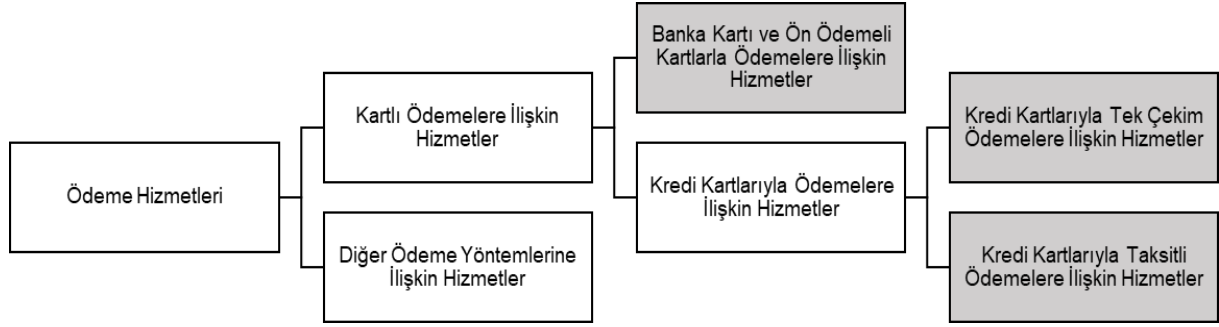 Ödeme Hizmetleri
Kartlı Ödemelere İlişkin
Hizmetler
Diğer Ödeme Yöntemlerine
İlişkin Hizmetler
Banka Kartı ve Ön Ödemeli
Kartlarla Ödemelere İlişkin
Hizmetler
Kredi Kartlarıyla Ödemelere
İlişkin Hizmetler
Kredi Kartlarıyla Tek Çekim
Ödemelere İlişkin Hizmetler
Kredi Kartlarıyla Taksitli
Ödemelere İlişkin Hizmetler